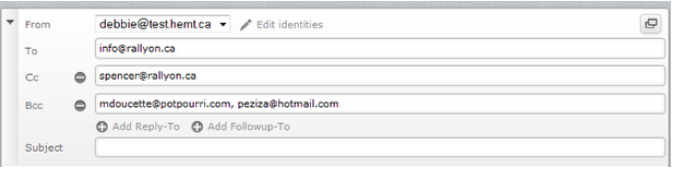 From debbie@test.hemt.ca Edit identities
To info@rallyon.ca
Cc spencer@rallyon.ca
Bcc mdoucette@potpourri.com, peziza@hotmail.com
Add Reply-To Add Followup-To
Subject